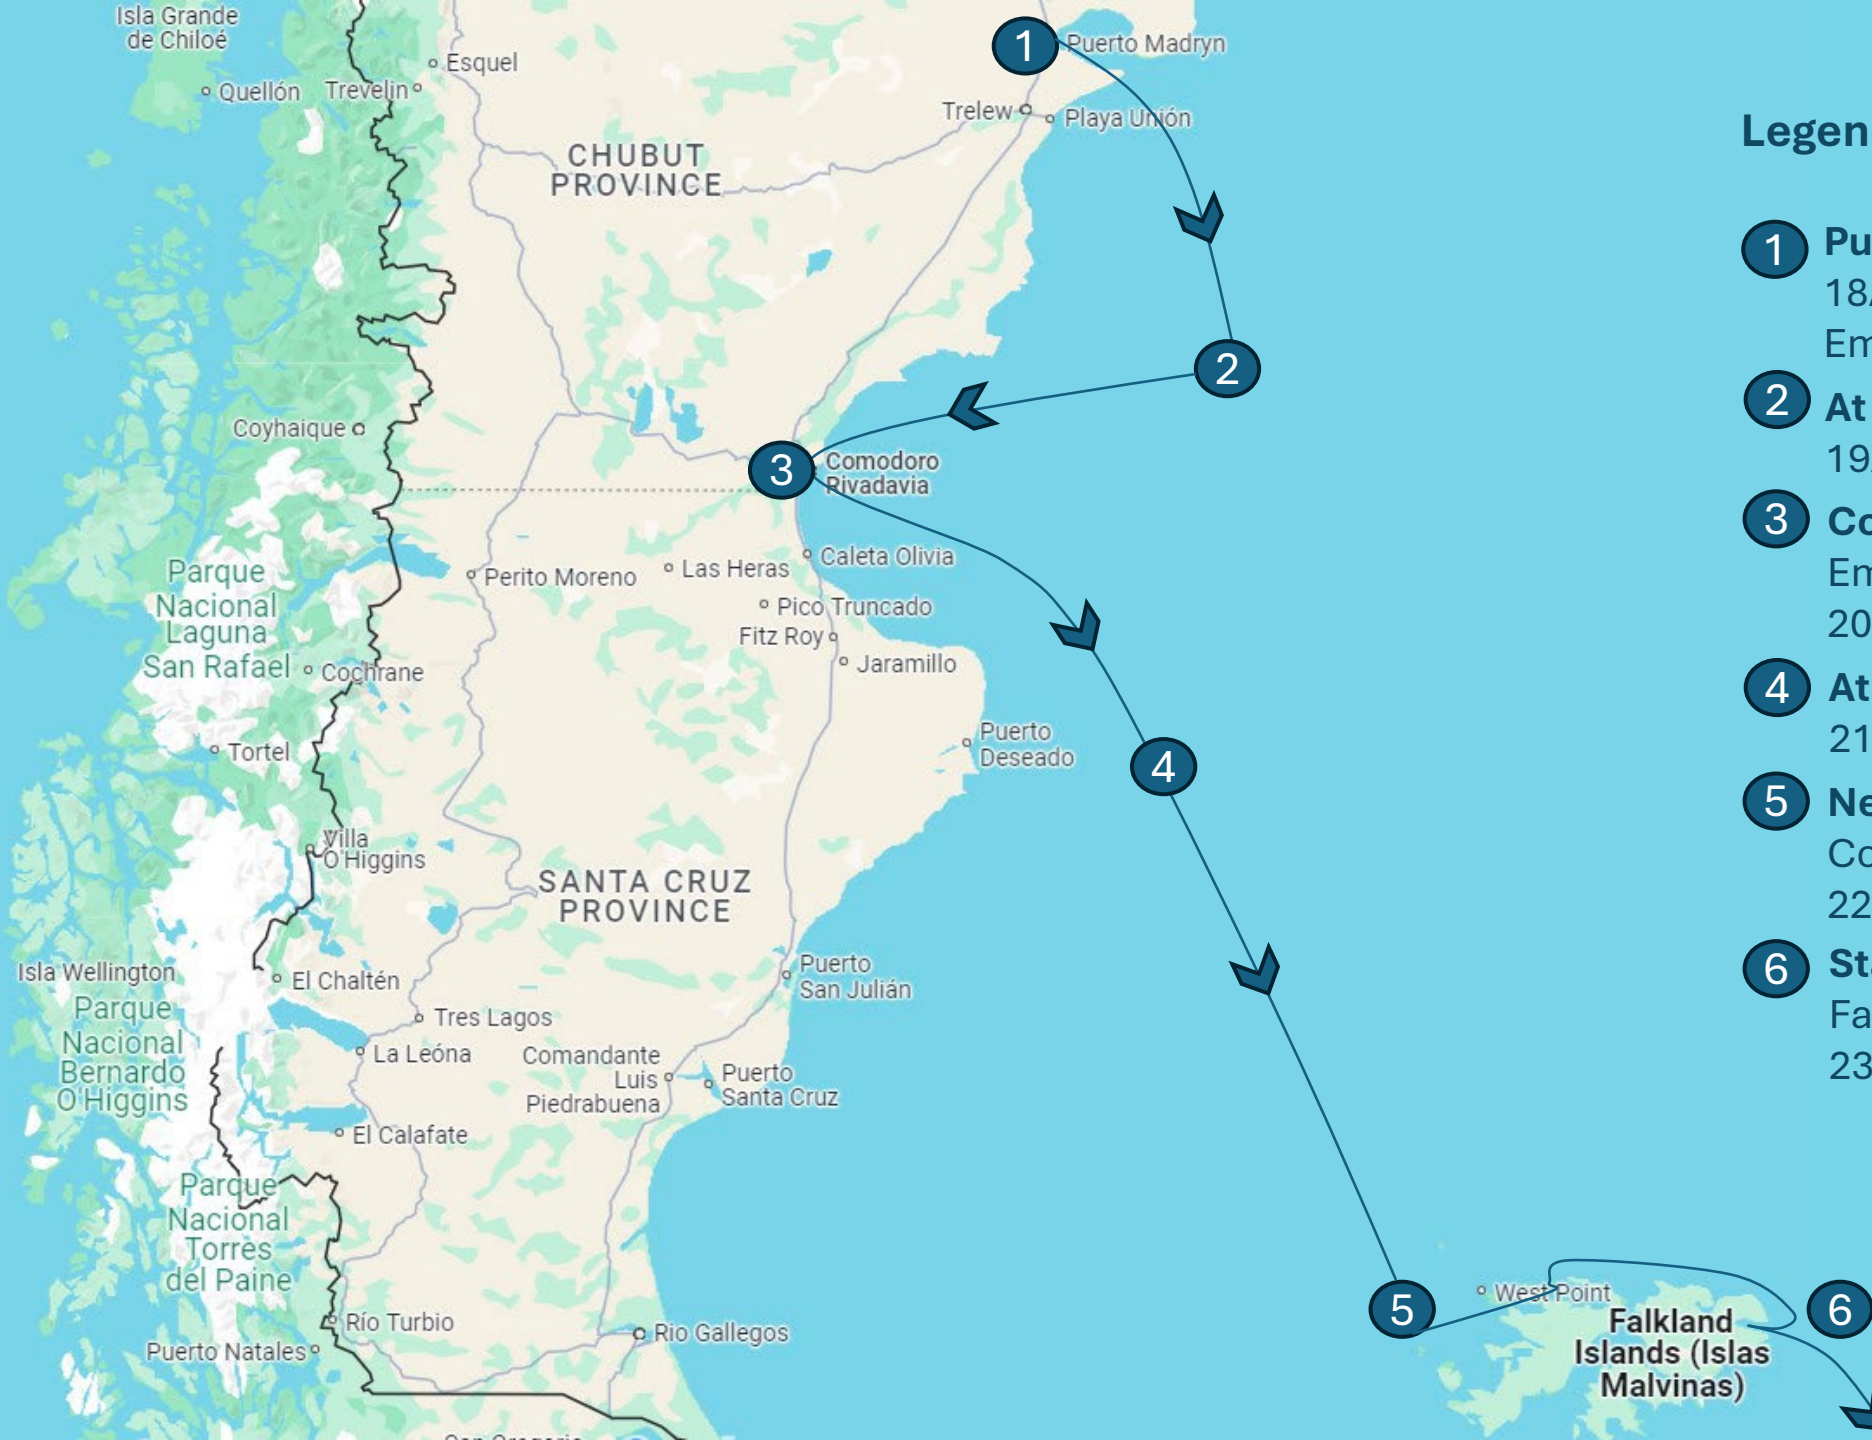 Isla Grande
de Chiloé
Quellón
Trevelin
Esquel
CHUBUT
PROVINCE
1
Puerto Madryn
Trelew
Playa Unión
2
Coyhaique
3
Comodoro
Rivadavia
Caleta Olivia
Perito Moreno
Las Heras
Pico Truncado
Fitz Roy
Jaramillo
Parque
Nacional
Laguna
San Rafael
Cochrane
Tortel
Puerto
Deseado
4
Villa
O'Higgins
SANTA CRUZ
PROVINCE
Isla Wellington
Parque
Nacional
Bernardo
O'Higgins
El Chaltén
Puerto
San Julián
Tres Lagos
La Leóna
Comandante
Luis
Piedrabuena
Puerto
Santa Cruz
El Calafate
Parque
Nacional
Torres
del Paine
Río Turbio
Puerto Natales
Rio Gallegos
5
West Point
Falkland
Islands (Islas
Malvinas)
6
Legen
1 Pu
18/
Em
2 At
19
3 Co
Em
20
4 At
21
5 Ne
Co
22
6 Sta
Fa
23